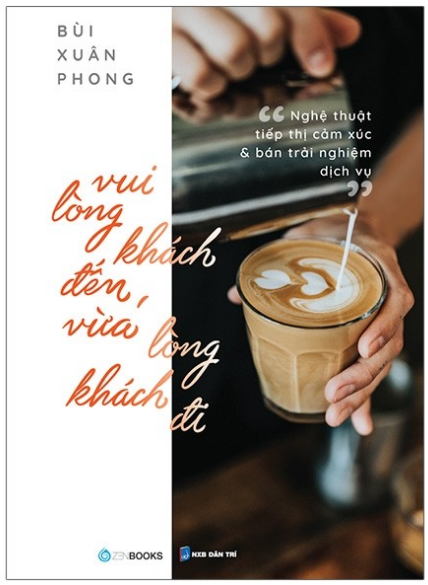 BÙI
XUÂN
PHONG
Nghệ thuật
tiếp thị cảm xúc
& bán trải nghiệm
dịch vụ
vui
lòng
khách
đến,
vừa
lòng
khách
đi
ZENBOOKS
NXB DÂN TRÍ